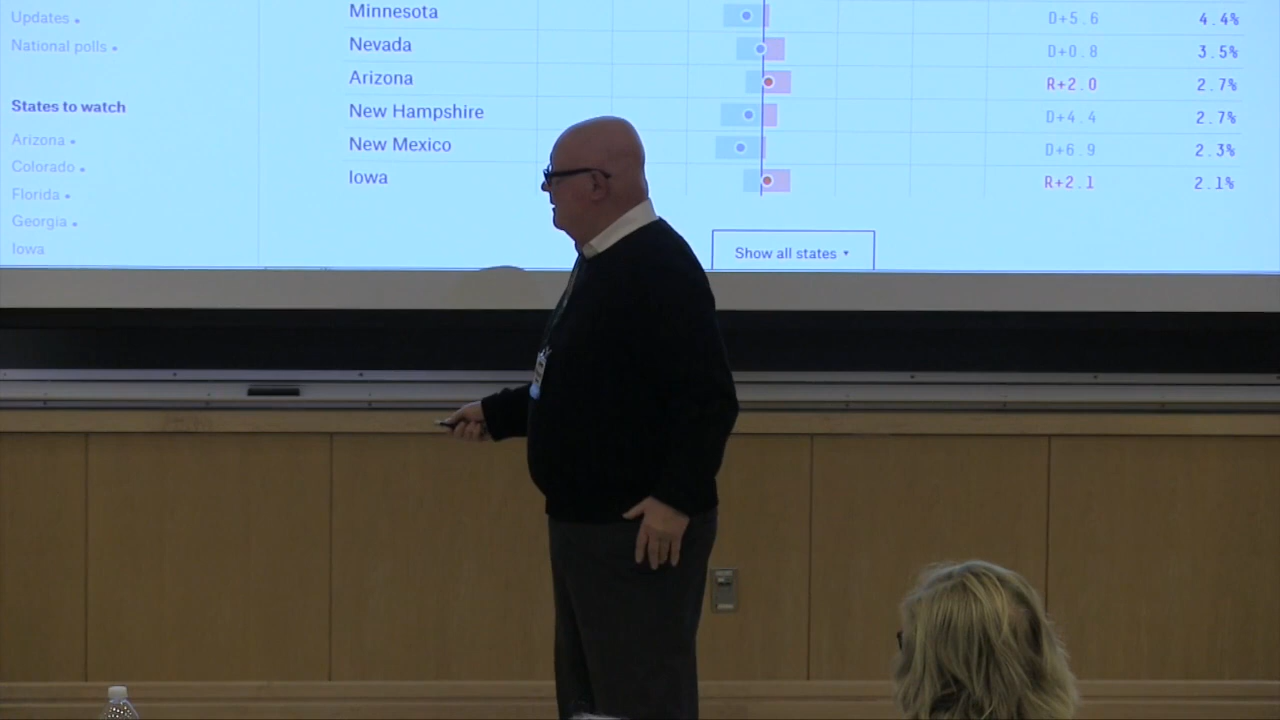 Updates
National polls
States to watch
Arizona
Colorado
Florida
Georgia
Iowa
Minnesota D+5.6 4.4%
Nevada D+0.8 3.5%
Arizona R+2.0 2.7%
New Hampshire D+4.4 2.7%
New Mexico D+6.9 2.3%
Iowa R+2.1 2.1%
Show all states